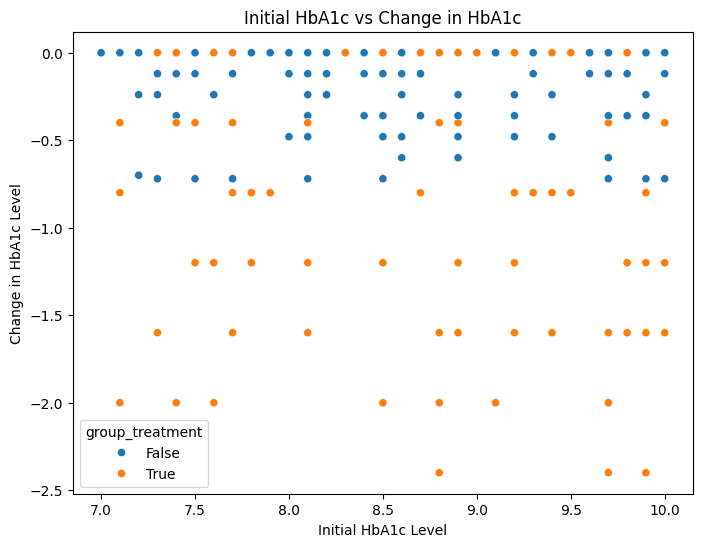 Initial HbA1c vs Change in HbA1c
0.0
−0.5
−1.0
−1.5
−2.0
−2.5
Change in HbA1c Level
group_treatment
False
True
7.0 7.5 8.0 8.5 9.0 9.5 10.0
Initial HbA1c Level